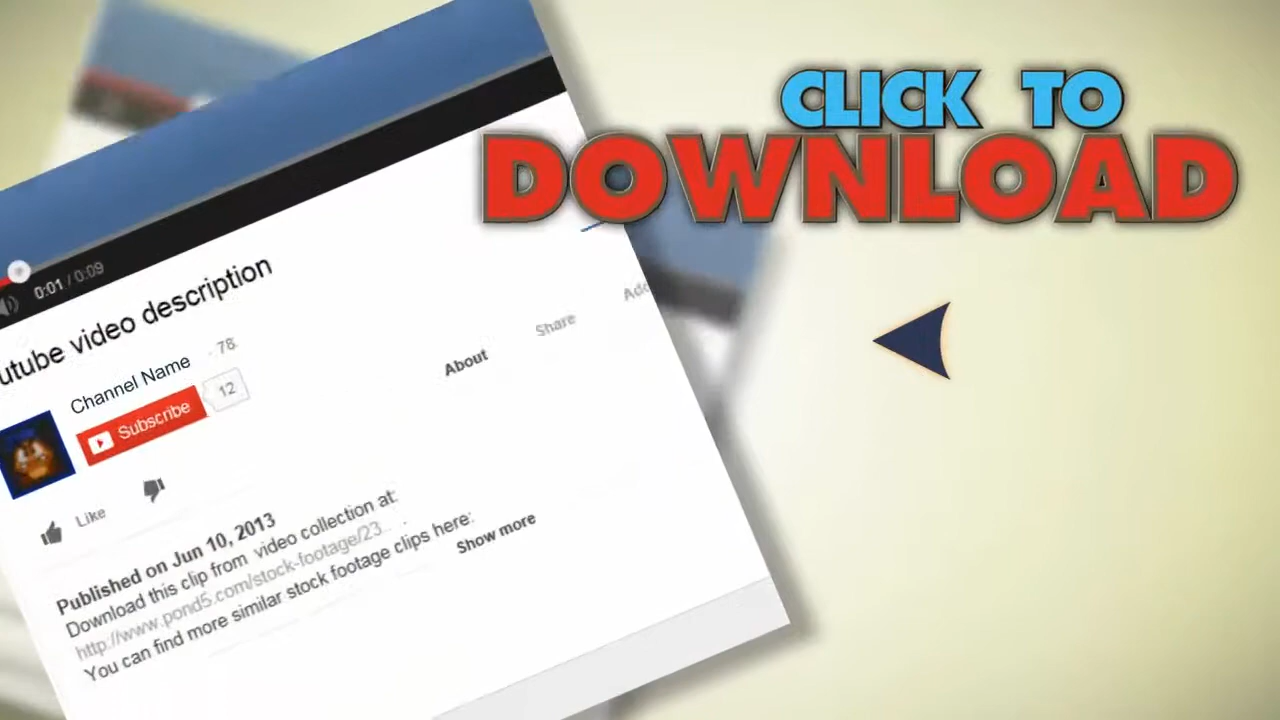 CLICK TO
DOWNLOAD
0:01 / 0:09
utube video description
Channel Name
78
Subscribe
12
About
Share
Add
Like
Published on Jun 10, 2013
Download this clip from video collection at:
http://www.pond5.com/stock-footage/23...
You can find more similar stock footage clips here:
Show more